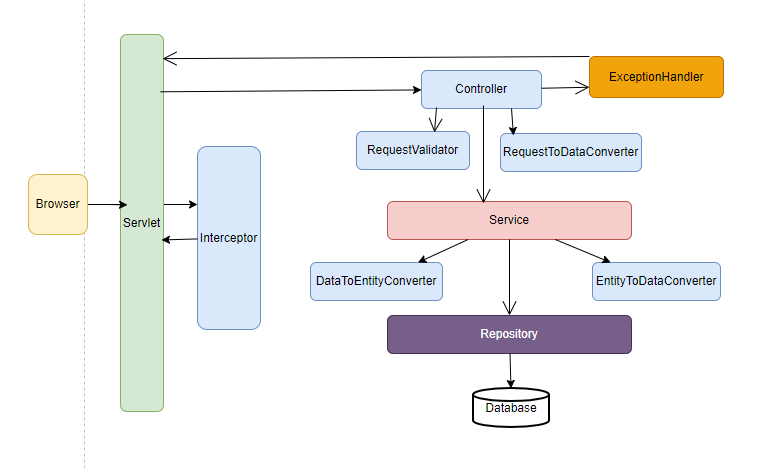 ExceptionHandler
Controller
RequestValidator
RequestToDataConverter
Browser
Servlet
Interceptor
Service
DataToEntityConverter
EntityToDataConverter
Repository
Database